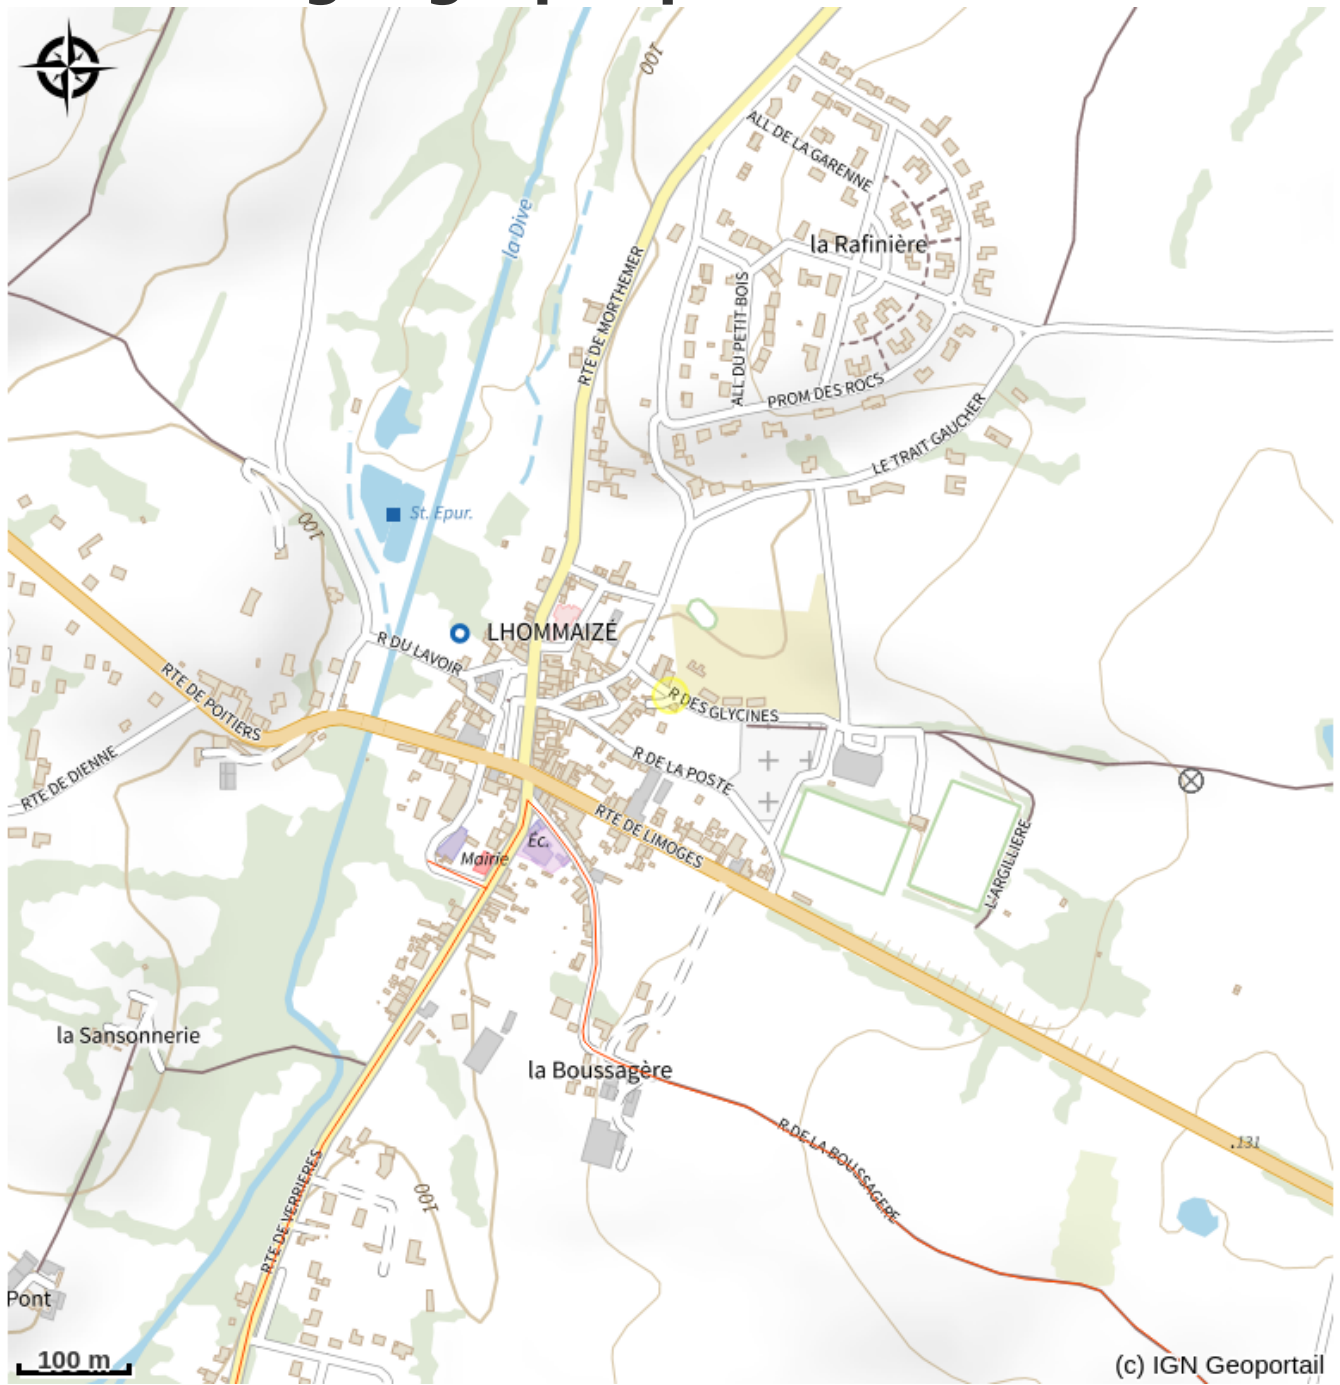 100
ALL DE LA GARENNE
la Dive
la Rafinière
RTE DE MORTHEMER
ALL DU PETIT BOIS
PROM DES ROCS
LE TRAIT GAUCHER
100
St. Epur.
LHOMMAIZÉ
R DU LAVOIR
RTE DE POITIERS
R DES GLYCINES
RTE DE DIENNE
R DE LA POSTE
RTE DE LIMOGES
Éc.
Mairie
L'ARGILLIERE
la Sansonnerie
la Boussagère
R DE LA BOUSSAGERE
.131
RTE DE VERRIERES
100
Pont
100 m
(c) IGN Geoportail